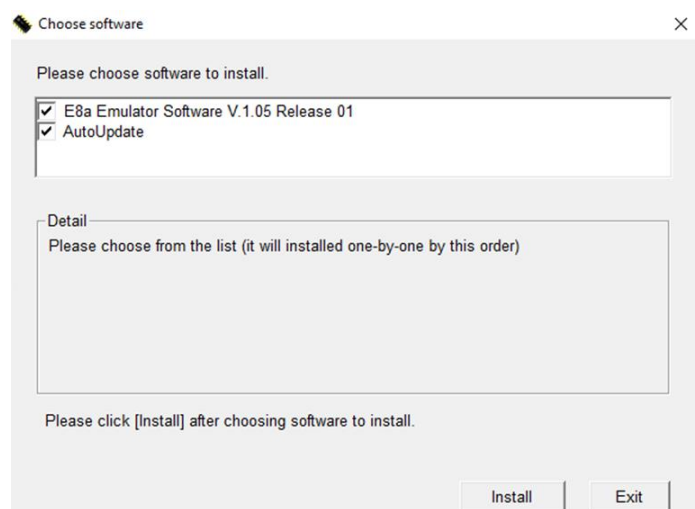 Choose software
Please choose software to install.
E8a Emulator Software V.1.05 Release 01
AutoUpdate
Detail
Please choose from the list (it will installed one-by-one by this order)
Please click [Install] after choosing software to install.
Install Exit